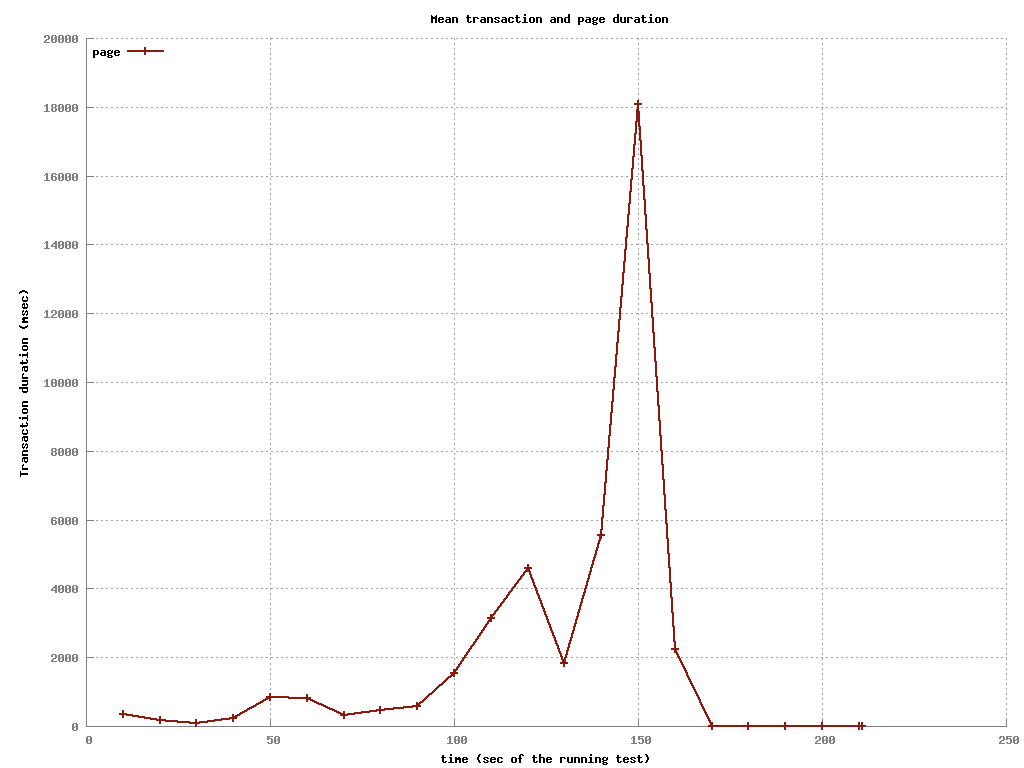 Mean transaction and page duration
20000
page
18000
16000
14000
12000
10000
8000
6000
4000
2000
0
Transaction duration (msec)
0 50 100 150 200 250
time (sec of the running test)